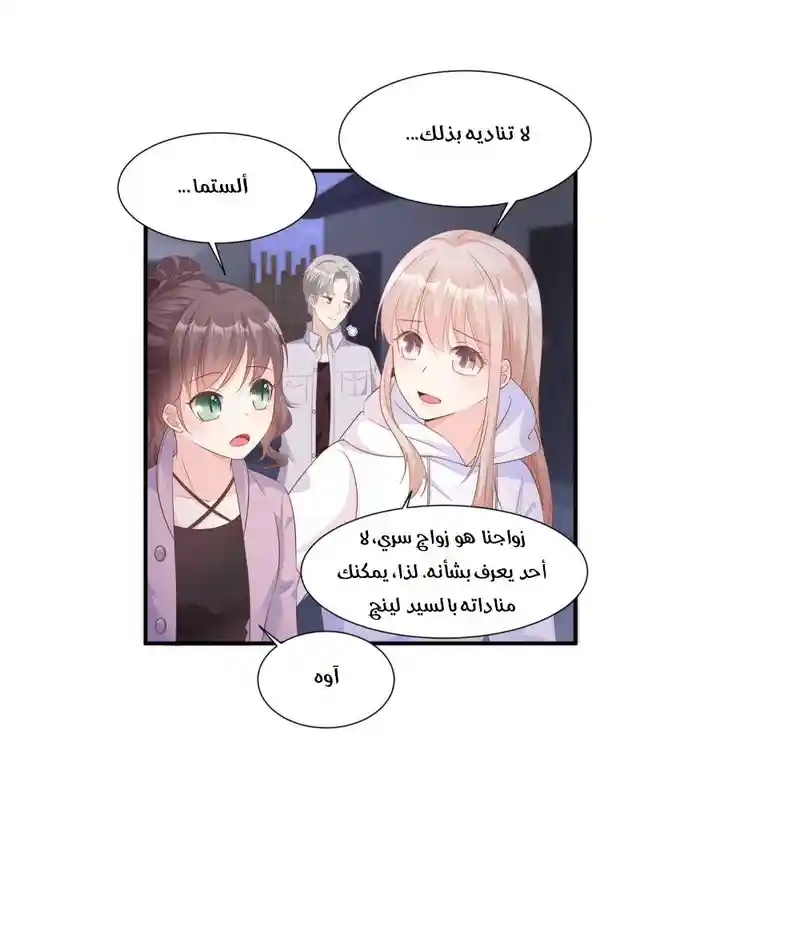 لا تناديه بذلك...
ألستما...
زواجنا هو زواج سري، لا
أحد يعرف بشأنه. لذا، يمكنك
مناداته بالسيد لينج
آوه